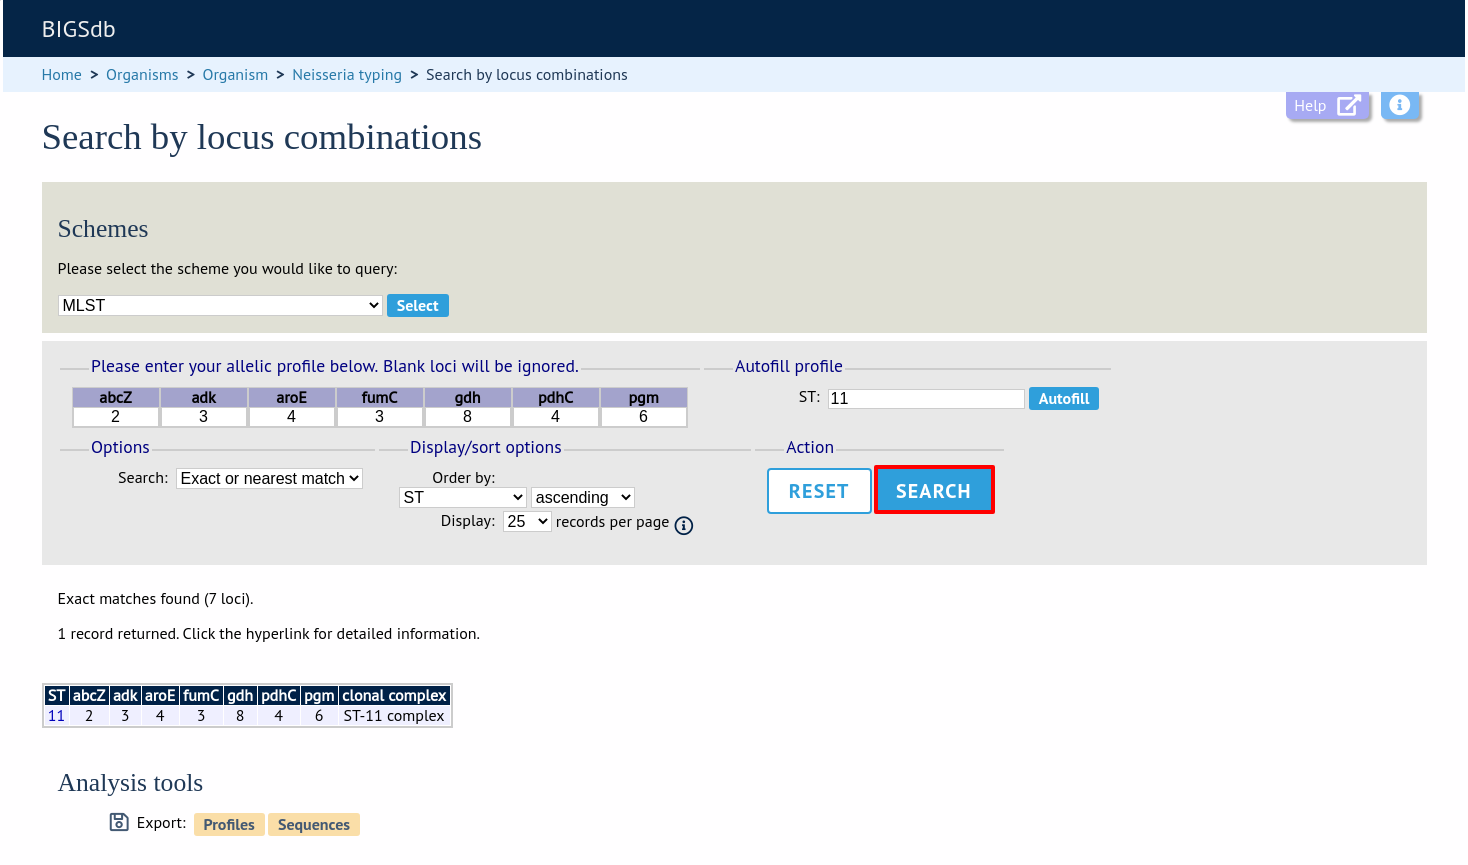 BIGSdb
Home > Organisms > Organism > Neisseria typing > Search by locus combinations
Help
Search by locus combinations
Schemes
Please select the scheme you would like to query:
MLST Select
Please enter your allelic profile below. Blank loci will be ignored.
abcZ adk aroE fumC gdh pdhC pgm
2 3 4 3 8 4 6
Autofill profile
ST: 11 Autofill
Options
Search: Exact or nearest match
Display/sort options
Order by:
ST ascending
Display: 25 records per page
Action
RESET SEARCH
Exact matches found (7 loci).
1 record returned. Click the hyperlink for detailed information.
ST abcZ adk aroE fumC gdh pdhC pgm clonal complex
11 2 3 4 3 8 4 6 ST-11 complex
Analysis tools
Export: Profiles Sequences